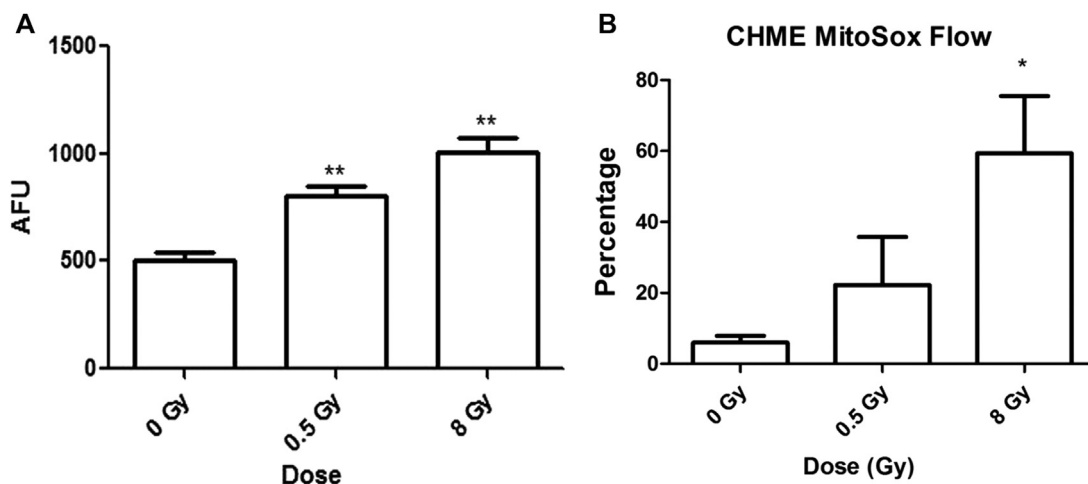 A
1500
1000
500
0
AFU
**
**
0 Gy
0.5 Gy
8 Gy
Dose
B
CHME MitoSox Flow
80
60
40
20
0
Percentage
*
0 Gy
0.5 Gy
8 Gy
Dose (Gy)